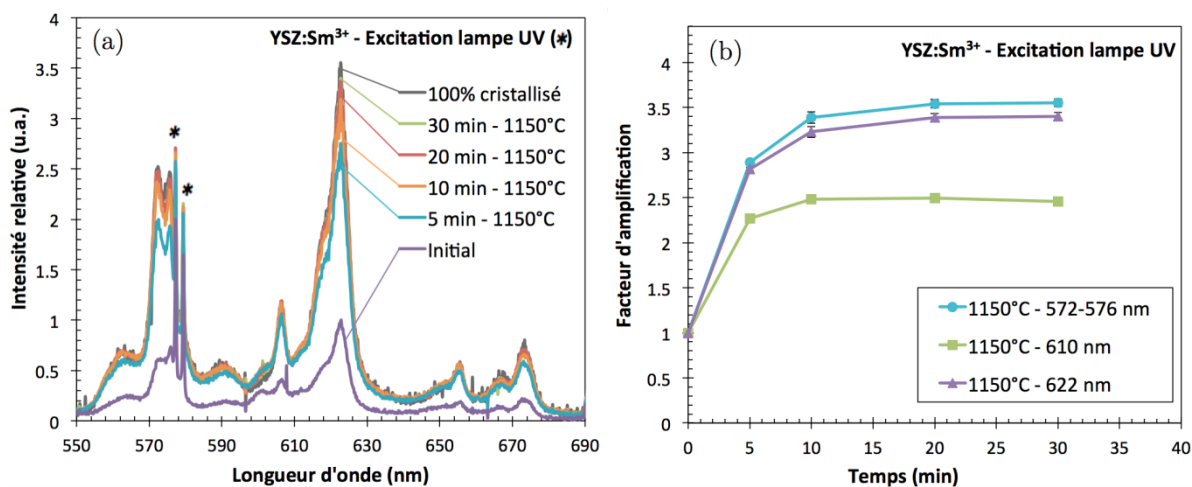 (a)
YSZ:Sm³⁺ - Excitation lampe UV (*)
Intensité relative (u.a.)
4
3.5
3
2.5
2
1.5
1
0.5
0
100% cristallisé
30 min - 1150°C
20 min - 1150°C
10 min - 1150°C
5 min - 1150°C
Initial
*
*
550 570 590 610 630 650 670 690
Longueur d'onde (nm)
(b)
YSZ:Sm³⁺ - Excitation lampe UV
Facteur d'amplification
4
3.5
3
2.5
2
1.5
1
0.5
0
1150°C - 572-576 nm
1150°C - 610 nm
1150°C - 622 nm
0 5 10 15 20 25 30 35 40
Temps (min)